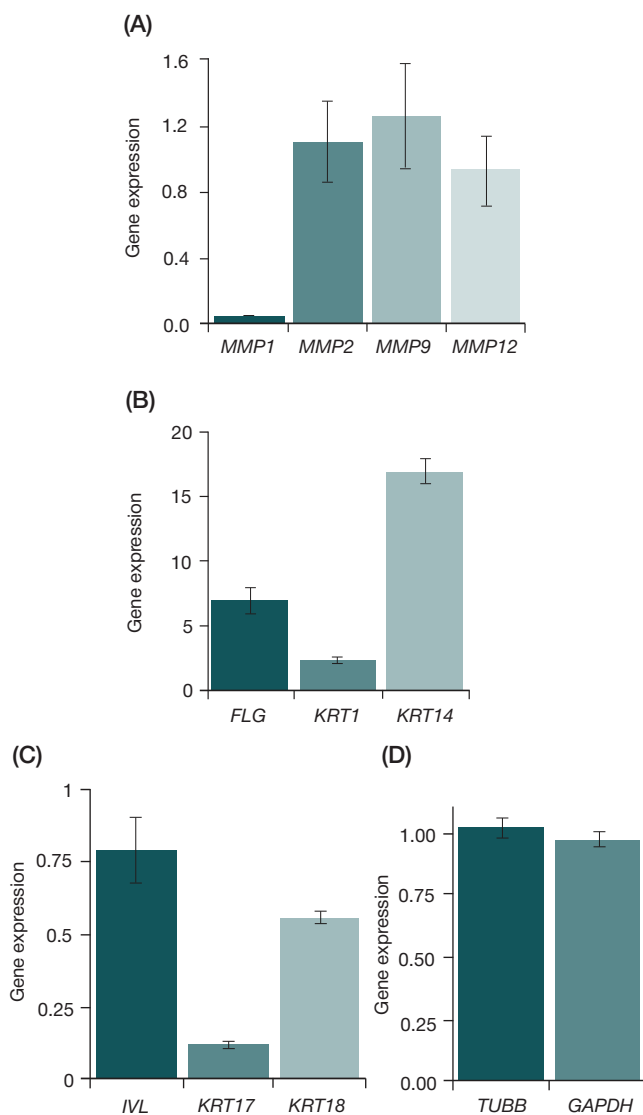 (A)
Gene expression
1.6
1.2
0.8
0.4
0.0
MMP1 MMP2 MMP9 MMP12
(B)
Gene expression
20
15
10
5
0
FLG KRT1 KRT14
(C)
Gene expression
1
0.75
0.5
0.25
0
IVL KRT17 KRT18
(D)
Gene expression
1.00
0.50
0.25
0.00
TUBB GAPDH